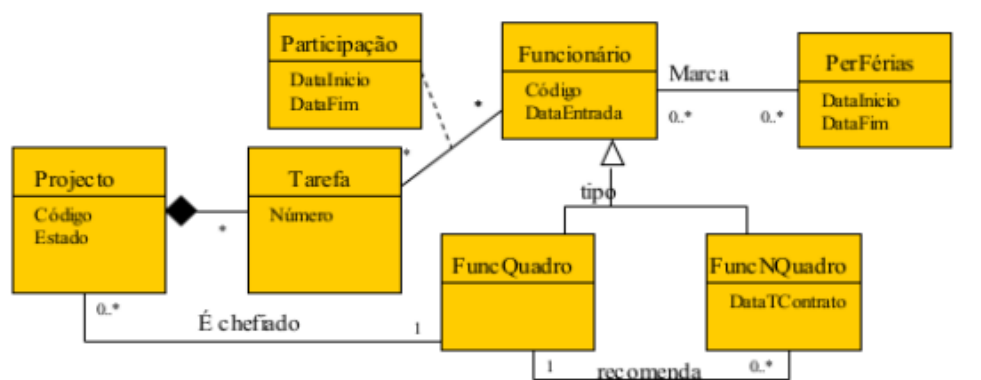 Participação
DataInicio
DataFim
Funcionário
Código
DataEntrada
Marca
0..*
0..*
PerFérias
DataInicio
DataFim
*
*
Projecto
Código
Estado
*
Tarefa
Número
tipo
FuncQuadro
FuncNQuadro
DataTContrato
0..*
É chefiado
1
1
recomenda
0..*